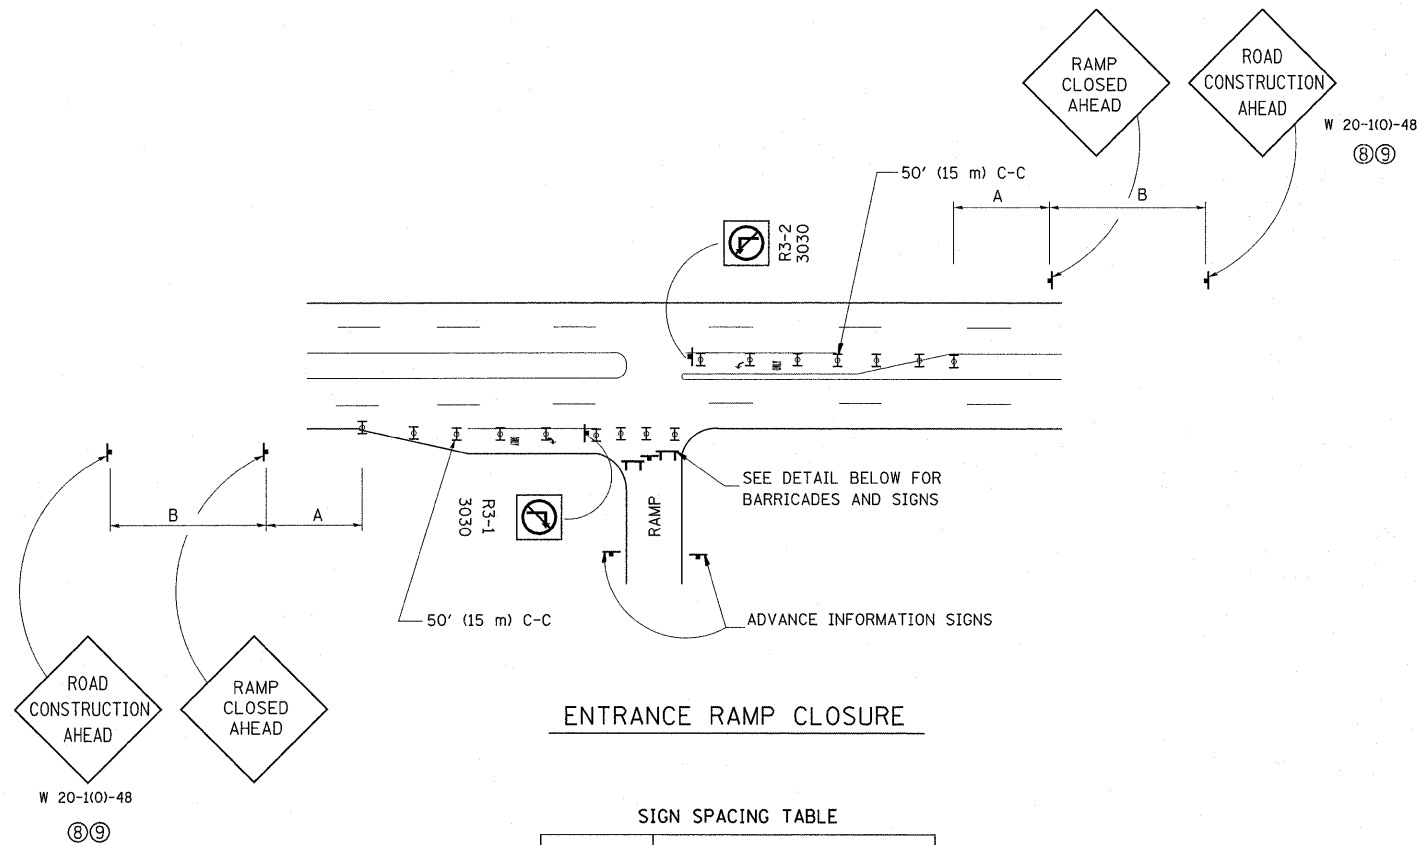 RAMP
CLOSED
AHEAD
ROAD
CONSTRUCTION
AHEAD
W 20-1(0)-48
⑧⑨
50' (15 m) C-C
A
B
R3-2
3030
SEE DETAIL BELOW FOR
BARRICADES AND SIGNS
B
A
R3-1
3030
RAMP
50' (15 m) C-C
ADVANCE INFORMATION SIGNS
ROAD
CONSTRUCTION
AHEAD
RAMP
CLOSED
AHEAD
W 20-1(0)-48
⑧⑨
ENTRANCE RAMP CLOSURE
SIGN SPACING TABLE